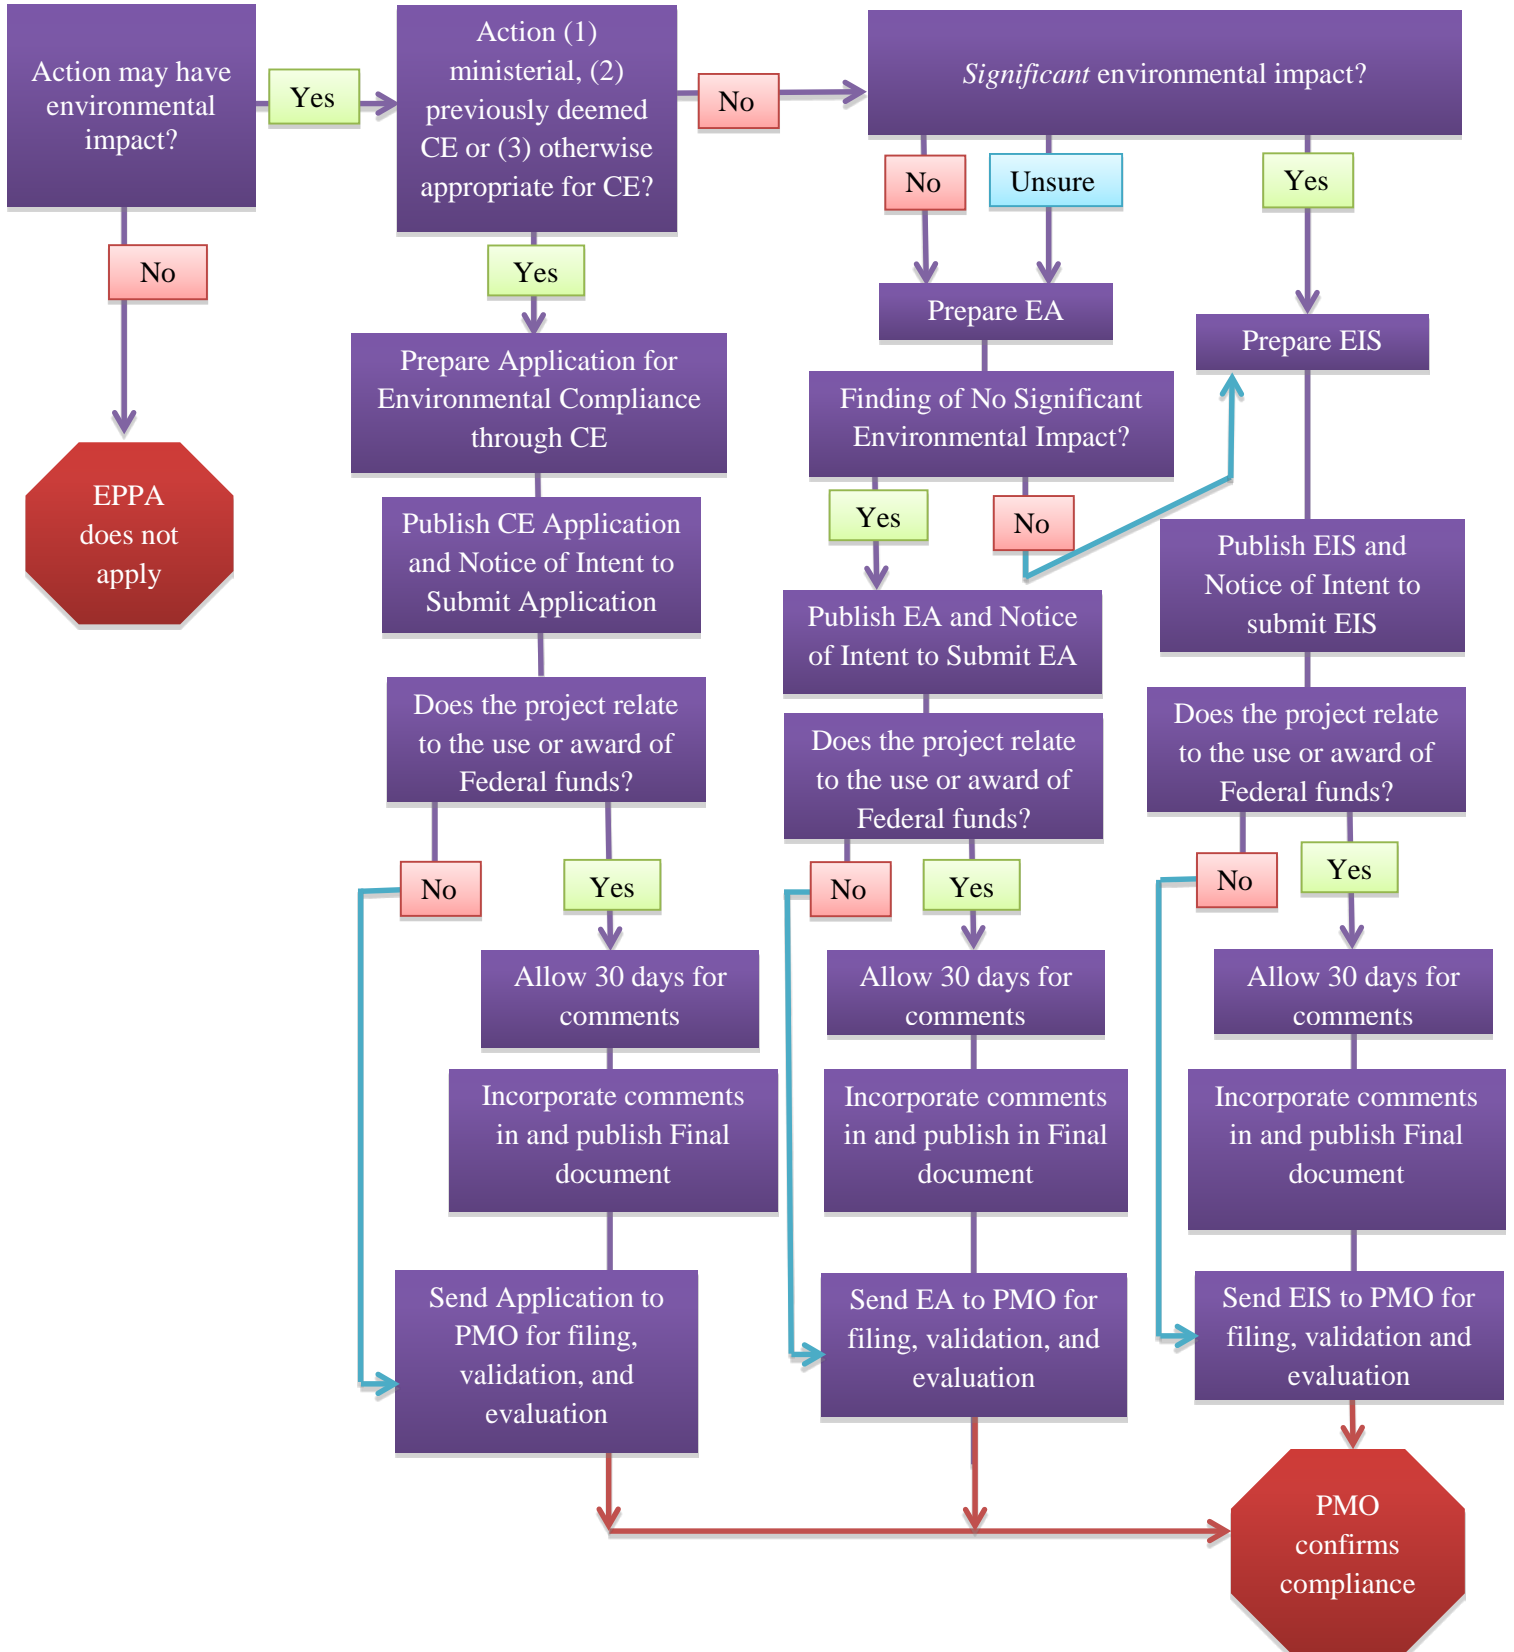 Action may have
environmental
impact?
Yes
No
EPPA
does not
apply
Action (1)
ministerial, (2)
previously deemed
CE or (3) otherwise
appropriate for CE?
No
Yes
Prepare Application for
Environmental Compliance
through CE
Publish CE Application
and Notice of Intent to
Submit Application
Does the project relate
to the use or award of
Federal funds?
No
Yes
Allow 30 days for
comments
Incorporate comments
in and publish Final
document
Send Application to
PMO for filing,
validation, and
evaluation
Significant environmental impact?
No
Unsure
Yes
Prepare EA
Finding of No Significant
Environmental Impact?
Yes
No
Publish EA and Notice
of Intent to Submit EA
Does the project relate
to the use or award of
Federal funds?
No
Yes
Allow 30 days for
comments
Incorporate comments
in and publish in Final
document
Send EA to PMO for
filing, validation, and
evaluation
Prepare EIS
Publish EIS and
Notice of Intent to
submit EIS
Does the project relate
to the use or award of
Federal funds?
No
Yes
Allow 30 days for
comments
Incorporate comments
in and publish Final
document
Send EIS to PMO for
filing, validation and
evaluation
PMO
confirms
compliance